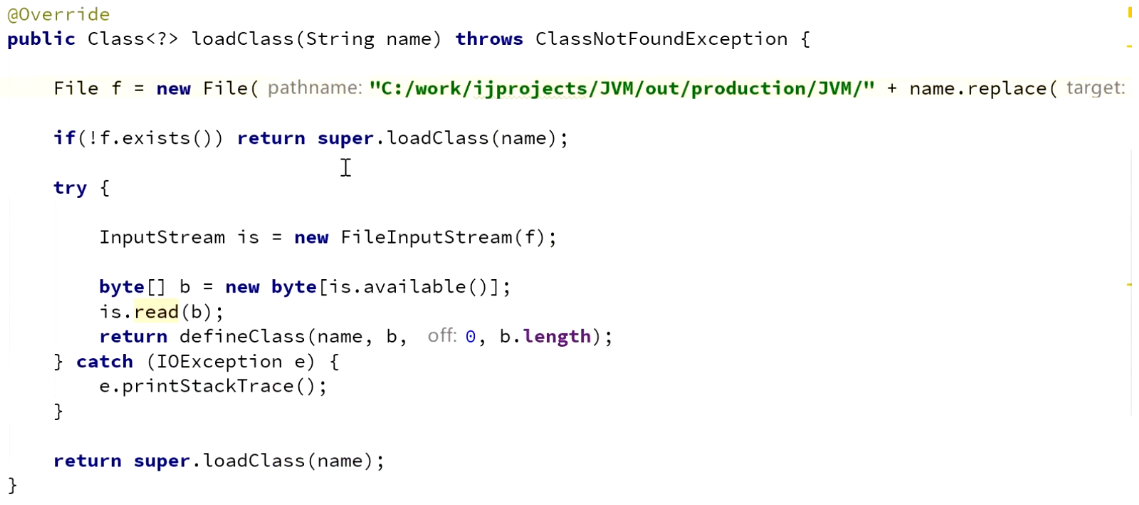 @Override
public Class<?> loadClass(String name) throws ClassNotFoundException {
File f = new File( pathname: "C:/work/ijprojects/JVM/out/production/JVM/" + name.replace( target:
if(!f.exists()) return super.loadClass(name);
try {
InputStream is = new FileInputStream(f);
byte[] b = new byte[is.available()];
is.read(b);
return defineClass(name, b, off: 0, b.length);
} catch (IOException e) {
e.printStackTrace();
}
return super.loadClass(name);
}